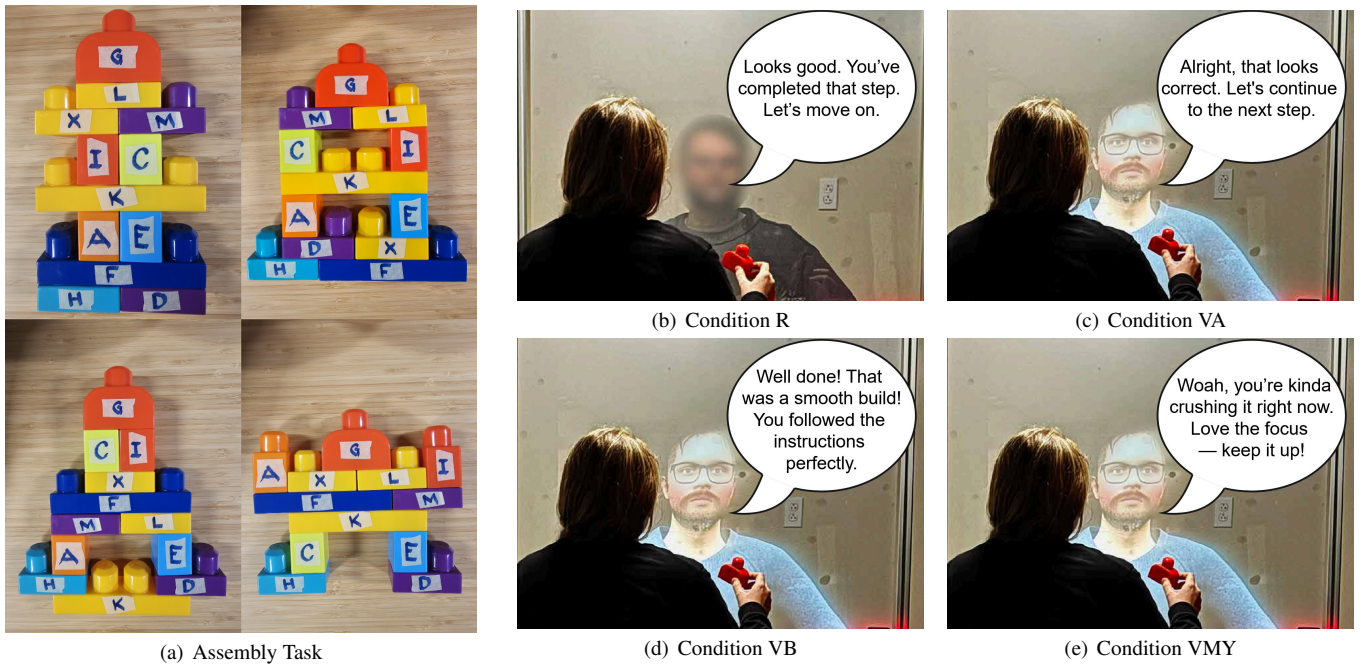 G
L
X M
I C
K
A E
F
H D
G
M L
C I
K
A E
D X
H F
G
C I
X
F
M L
A E
H D
K
A G I
X L
F M
K
C E
H D
(a) Assembly Task
Looks good. You've
completed that step.
Let's move on.
(b) Condition R
Alright, that looks
correct. Let's continue
to the next step.
(c) Condition VA
Well done! That
was a smooth build!
You followed the
instructions
perfectly.
(d) Condition VB
Woah, you're kinda
crushing it right now.
Love the focus
— keep it up!
(e) Condition VMY